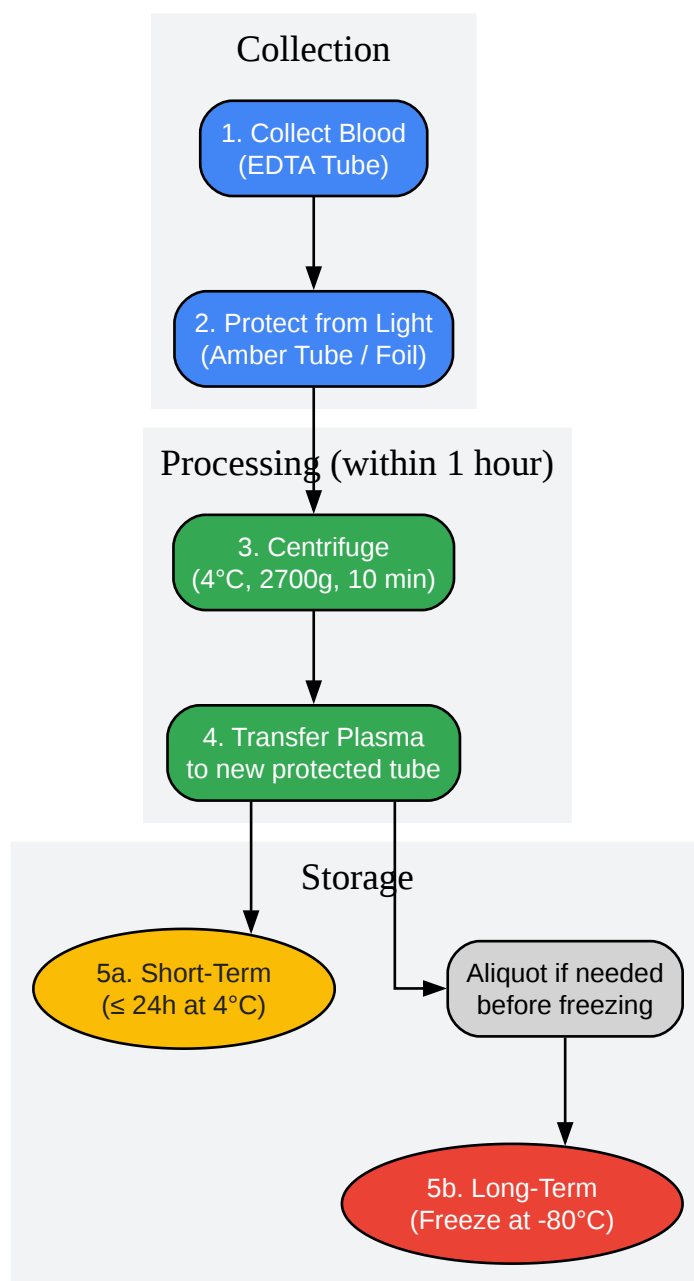 Collection
1. Collect Blood
(EDTA Tube)
2. Protect from Light
(Amber Tube / Foil)
Processing (within 1 hour)
3. Centrifuge
(4°C, 2700g, 10 min)
4. Transfer Plasma
to new protected tube
Storage
5a. Short-Term
(≤ 24h at 4°C)
Aliquot if needed
before freezing
5b. Long-Term
(Freeze at -80°C)